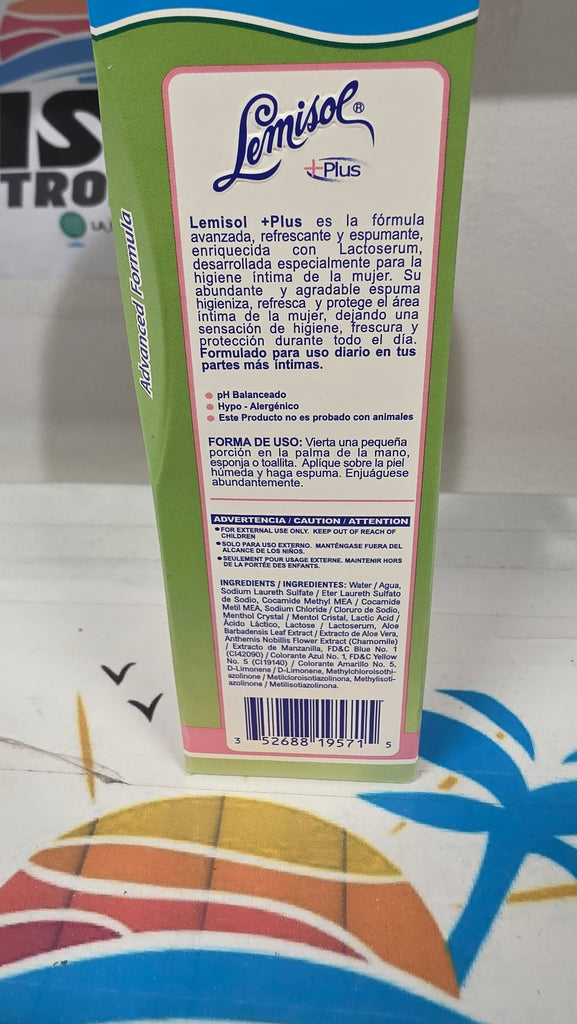 Lemisol®
+Plus
Advanced Formula
Lemisol +Plus es la fórmula
avanzada, refrescante y espumante,
enriquecida con Lactoserum,
desarrollada especialmente para la
higiene íntima de la mujer. Su
abundante y agradable espuma
higieniza, refresca y protege el área
íntima de la mujer, dejando una
sensación de higiene, frescura y
protección durante todo el día.
Formulado para uso diario en tus
partes más íntimas.
pH Balanceado
Hypo - Alergénico
Este Producto no es probado con animales
FORMA DE USO: Vierta una pequeña
porción en la palma de la mano,
esponja o toallita. Aplique sobre la piel
húmeda y haga espuma. Enjuáguese
abundantemente.
ADVERTENCIA / CAUTION / ATTENTION
FOR EXTERNAL USE ONLY. KEEP OUT OF REACH OF
CHILDREN
SOLO PARA USO EXTERNO. MANTÉNGASE FUERA DEL
ALCANCE DE LOS NIÑOS.
SEULEMENT POUR USAGE EXTERNE. MAINTENIR HORS
DE LA PORTÉE DES ENFANTS.
INGREDIENTS / INGREDIENTES: Water / Agua,
Sodium Laureth Sulfate / Eter Laureth Sulfato
de Sodio, Cocamide Methyl MEA / Cocamida
Metil MEA, Sodium Chloride / Cloruro de Sodio,
Menthol Crystal / Mentol Cristal, Lactic Acid /
Ácido Láctico, Lactose / Lactoserum, Aloe
Barbadensis Leaf Extract / Extracto de Aloe Vera,
Anthemis Nobillis Flower Extract (Chamomile)
/ Extracto de Manzanilla, FD&C Blue No. 1
(CI42090) / Colorante Azul No. 1, FD&C Yellow
No. 5 (CI19140) / Colorante Amarillo No. 5,
D-Limonene / D-Limonene, Methylchloroisothi-
azolinone / Metilcloroisotiazolinona, Methylisoti-
azolinone / Metilisotiazolinona.
3 52688 19571 5
IS
TRO
LA